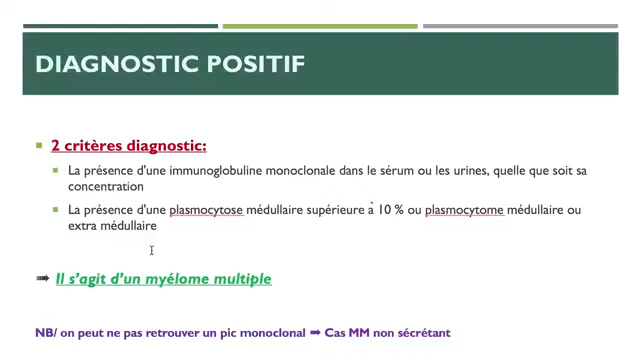 DIAGNOSTIC POSITIF
2 critères diagnostic:
La présence d'une immunoglobuline monoclonale dans le sérum ou les urines, quelle que soit sa
concentration
La présence d'une plasmocytose médullaire supérieure à 10 % ou plasmocytome médullaire ou
extra médullaire
➡ Il s'agit d'un myélome multiple
NB/ on peut ne pas retrouver un pic monoclonal ➡ Cas MM non sécrétant